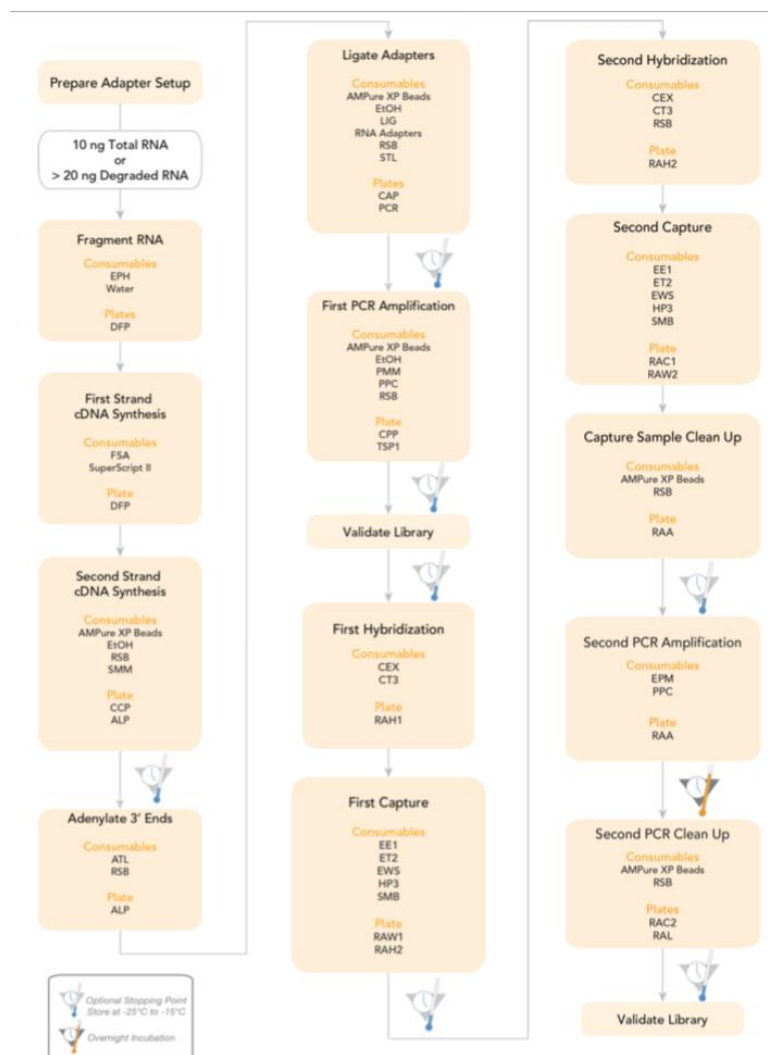 Prepare Adapter Setup
10 ng Total RNA
or
> 20 ng Degraded RNA
Fragment RNA
Consumables
EPH
Water
Plates
DFP
First Strand
cDNA Synthesis
Consumables
FSA
SuperScript II
Plate
DFP
Second Strand
cDNA Synthesis
Consumables
AMPure XP Beads
EtOH
RSB
SMM
Plate
CCP
ALP
Adenylate 3' Ends
Consumables
ATL
RSB
Plate
ALP
Optional Stopping Point
Store at -25°C to -15°C
Overnight Incubation
Ligate Adapters
Consumables
AMPure XP Beads
EtOH
LIG
RNA Adapters
RSB
STL
Plates
CAP
PCR
First PCR Amplification
Consumables
AMPure XP Beads
EtOH
PMM
PPC
RSB
Plate
CPP
TSP1
Validate Library
First Hybridization
Consumables
CEX
CT3
Plate
RAH1
First Capture
Consumables
EE1
ET2
EWS
HP3
SMB
Plate
RAW1
RAH2
Second Hybridization
Consumables
CEX
CT3
RSB
Plate
RAH2
Second Capture
Consumables
EE1
ET2
EWS
HP3
SMB
Plate
RAC1
RAW2
Capture Sample Clean Up
Consumables
AMPure XP Beads
RSB
Plate
RAA
Second PCR Amplification
Consumables
EPM
PPC
Plate
RAA
Second PCR Clean Up
Consumables
AMPure XP Beads
RSB
Plates
RAC2
RAL
Validate Library